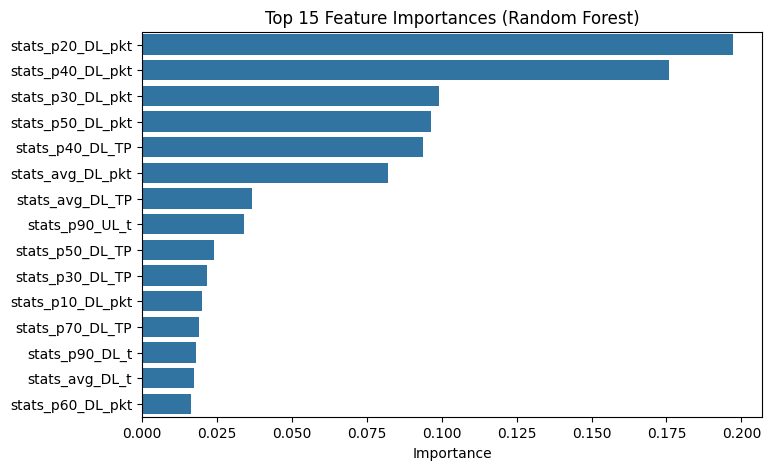 Top 15 Feature Importances (Random Forest)
stats_p20_DL_pkt
stats_p40_DL_pkt
stats_p30_DL_pkt
stats_p50_DL_pkt
stats_p40_DL_TP
stats_avg_DL_pkt
stats_avg_DL_TP
stats_p90_UL_t
stats_p50_DL_TP
stats_p30_DL_TP
stats_p10_DL_pkt
stats_p70_DL_TP
stats_p90_DL_t
stats_avg_DL_t
stats_p60_DL_pkt
0.000 0.025 0.050 0.075 0.100 0.125 0.150 0.175 0.200
Importance